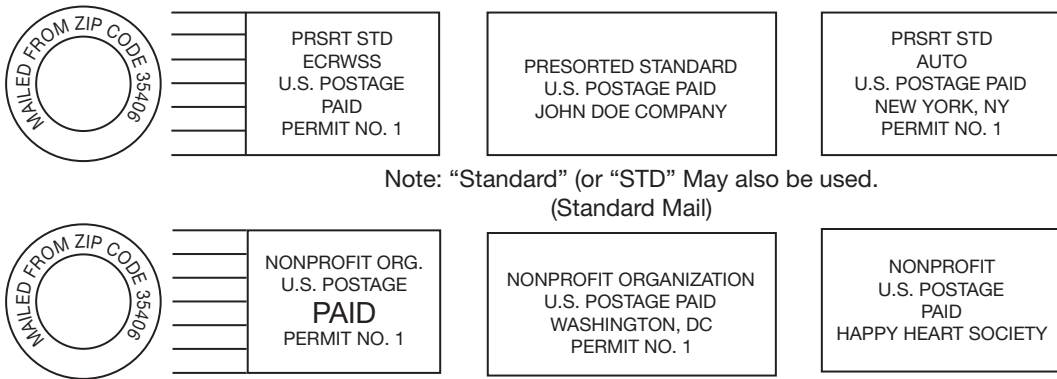 MAILED FROM ZIP CODE 35406
PRSRT STD
ECRWSS
U.S. POSTAGE
PAID
PERMIT NO. 1
PRESORTED STANDARD
U.S. POSTAGE PAID
JOHN DOE COMPANY
PRSRT STD
AUTO
U.S. POSTAGE PAID
NEW YORK, NY
PERMIT NO. 1
Note: “Standard” (or “STD” May also be used.
(Standard Mail)
MAILED FROM ZIP CODE 35406
NONPROFIT ORG.
U.S. POSTAGE
PAID
PERMIT NO. 1
NONPROFIT ORGANIZATION
U.S. POSTAGE PAID
WASHINGTON, DC
PERMIT NO. 1
NONPROFIT
U.S. POSTAGE
PAID
HAPPY HEART SOCIETY